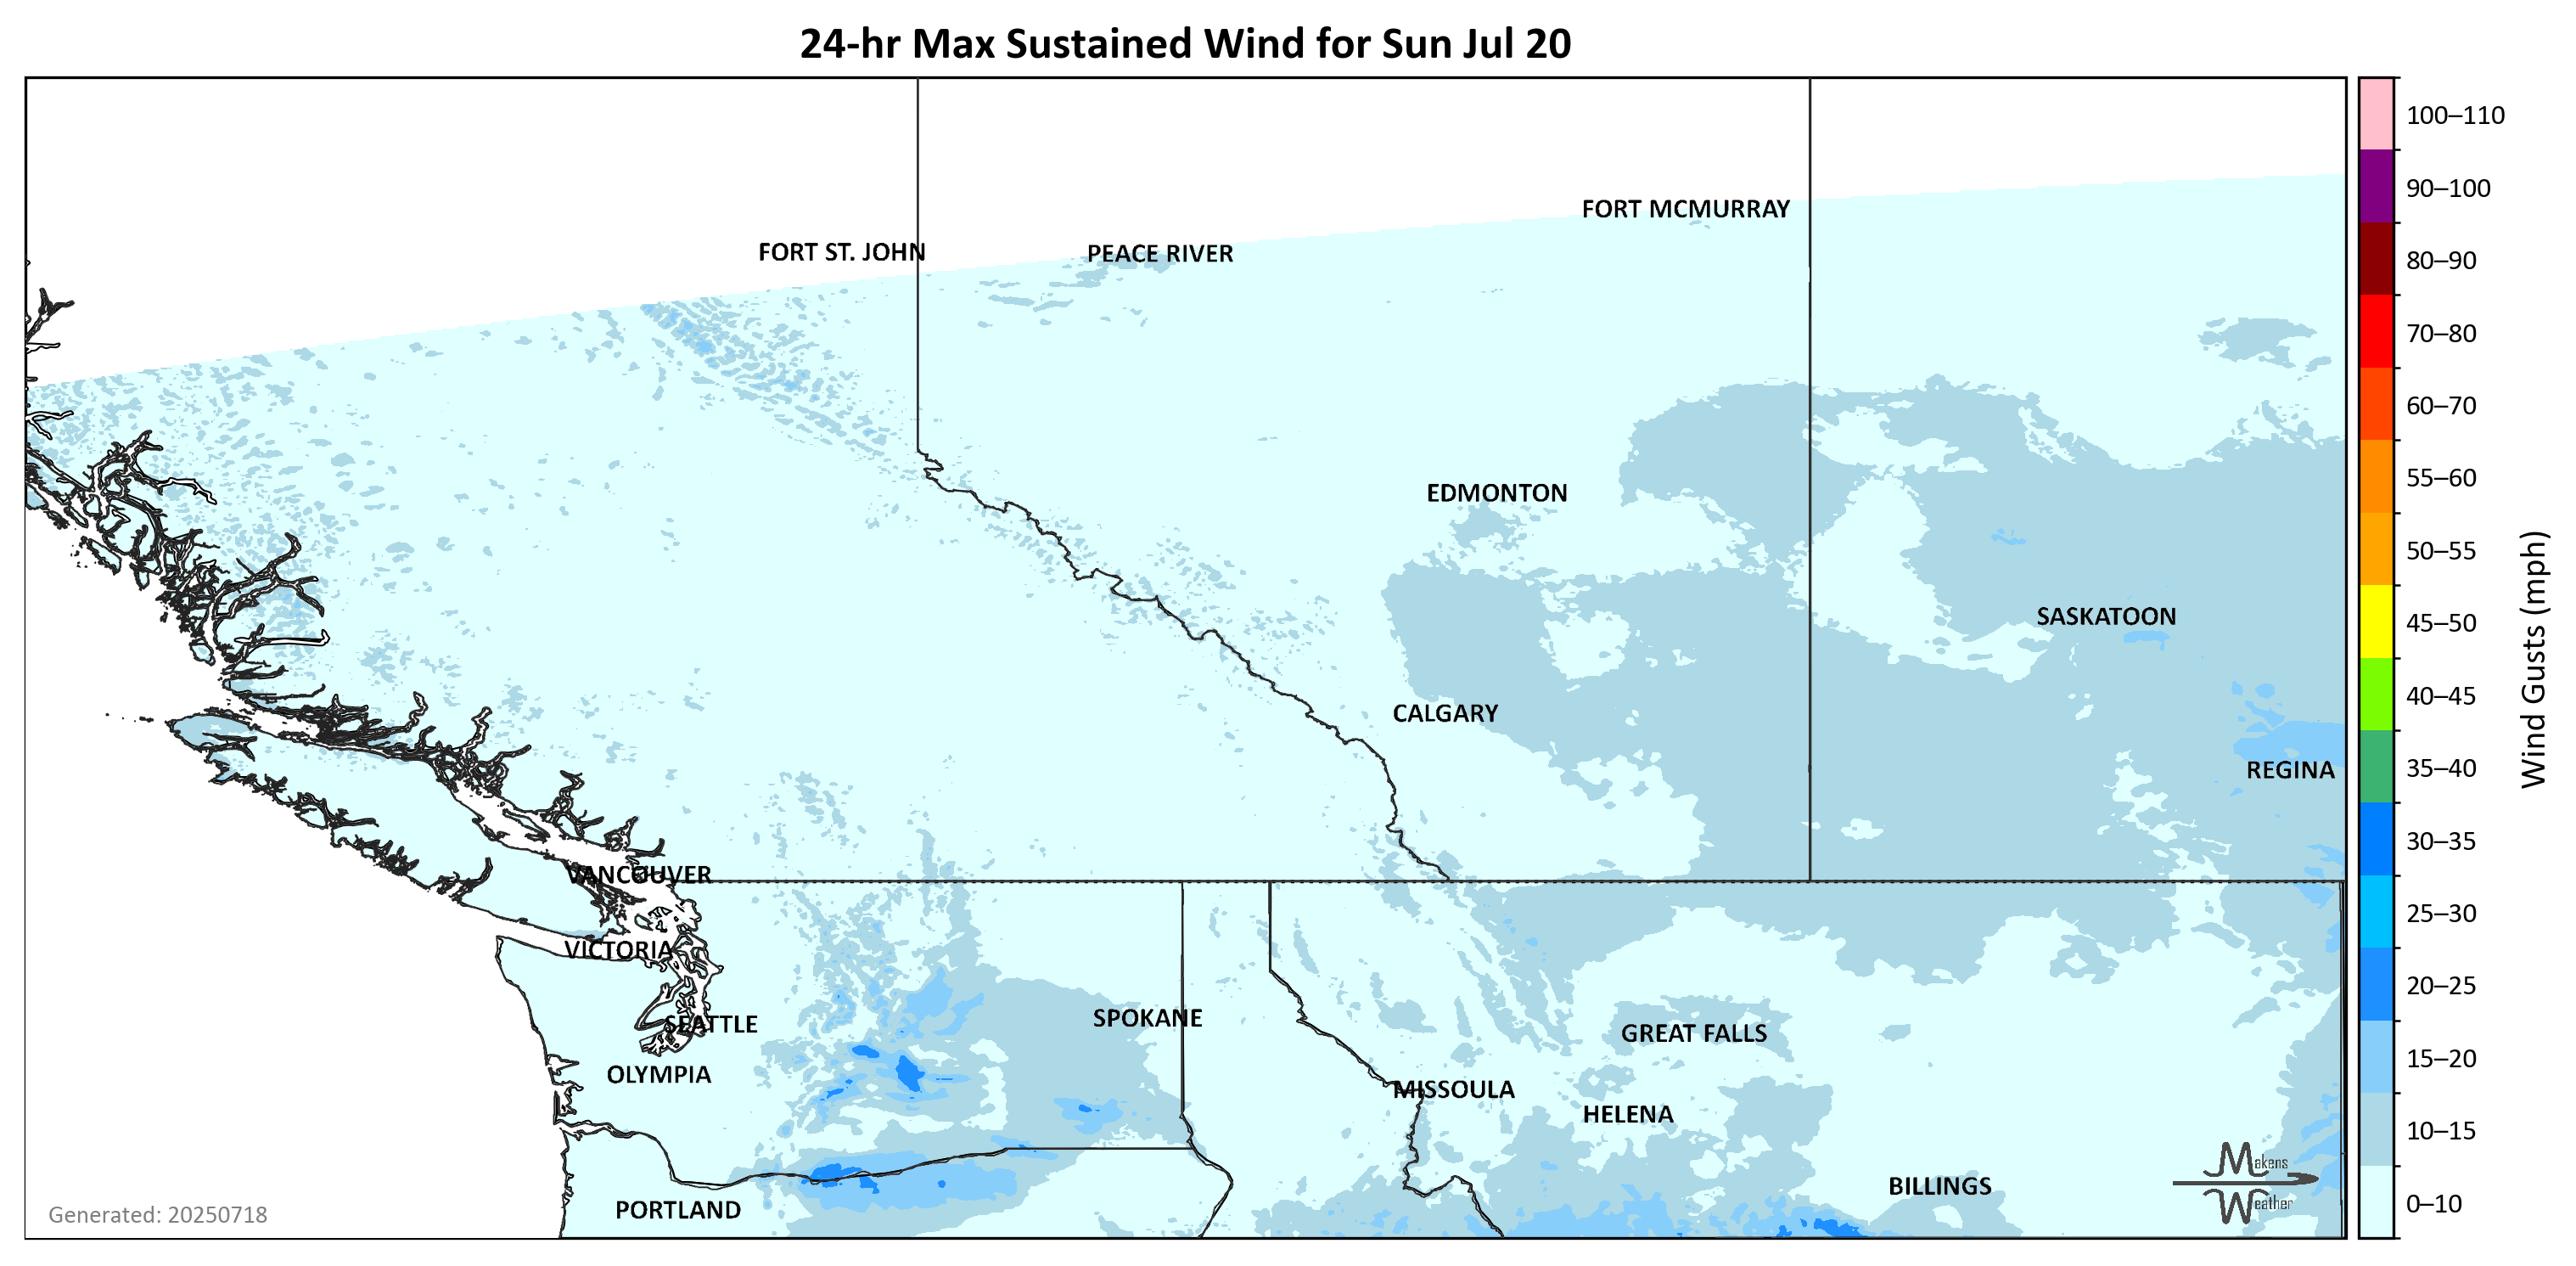 24-hr Max Sustained Wind for Sun Jul 20
100–110
90–100
80–90
70–80
60–70
55–60
50–55
45–50
40–45
35–40
30–35
25–30
20–25
15–20
10–15
0–10
Wind Gusts (mph)
FORT MCMURRAY
FORT ST. JOHN
PEACE RIVER
EDMONTON
SASKATOON
CALGARY
REGINA
VANCOUVER
VICTORIA
SEATTLE
SPOKANE
GREAT FALLS
OLYMPIA
MISSOULA
HELENA
BILLINGS
PORTLAND
Makens
Weather
Generated: 20250718